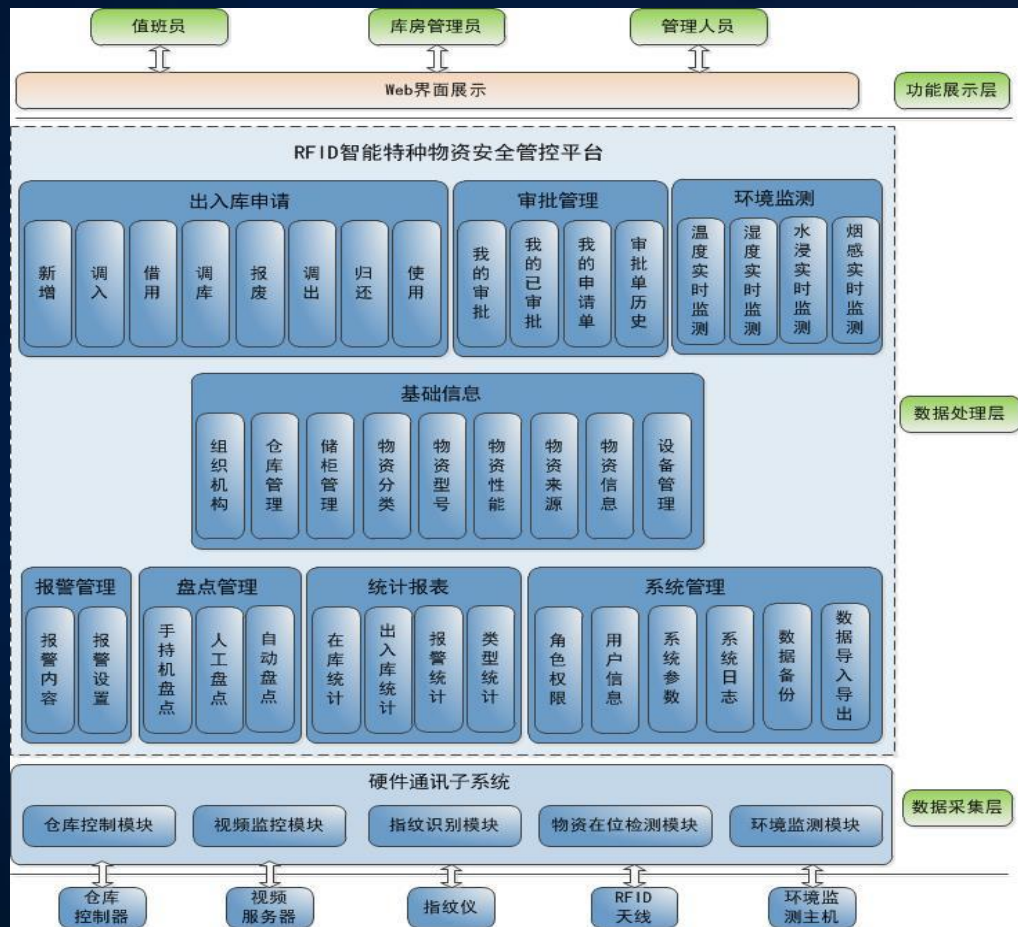 值班员
库房管理员
管理人员
Web界面展示
功能展示层
RFID智能特种物资安全管控平台
出入库申请
新增
调入
借用
调库
报废
调出
归还
使用
审批管理
我的审批
我的已审批
我的申请单
审批单历史
环境监测
温度实时监测
湿度实时监测
水浸实时监测
烟感实时监测
基础信息
组织机构
仓库管理
储柜管理
物资分类
物资型号
物资性能
物资来源
物资信息
设备管理
数据处理层
报警管理
报警内容
报警设置
盘点管理
手持机盘点
人工盘点
自动盘点
统计报表
在库统计
出入库统计
报警统计
类型统计
系统管理
角色权限
用户信息
系统参数
系统日志
数据备份
数据导入导出
硬件通讯子系统
仓库控制模块
视频监控模块
指纹识别模块
物资在位检测模块
环境监测模块
数据采集层
仓库
控制器
视频
服务器
指纹仪
RFID
天线
环境监
测主机